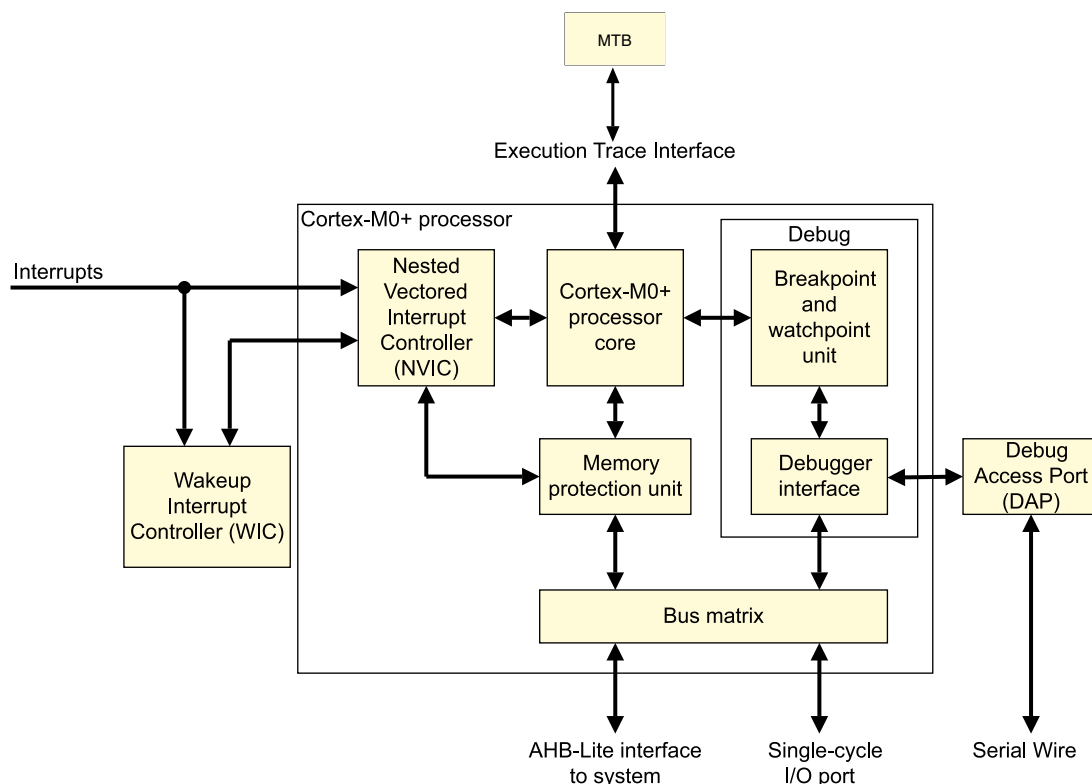 MTB
Execution Trace Interface
Cortex-M0+ processor
Debug
Interrupts
Nested
Vectored
Interrupt
Controller
(NVIC)
Cortex-M0+
processor
core
Breakpoint
and
watchpoint
unit
Wakeup
Interrupt
Controller (WIC)
Memory
protection unit
Debugger
interface
Debug
Access Port
(DAP)
Bus matrix
AHB-Lite interface
to system
Single-cycle
I/O port
Serial Wire